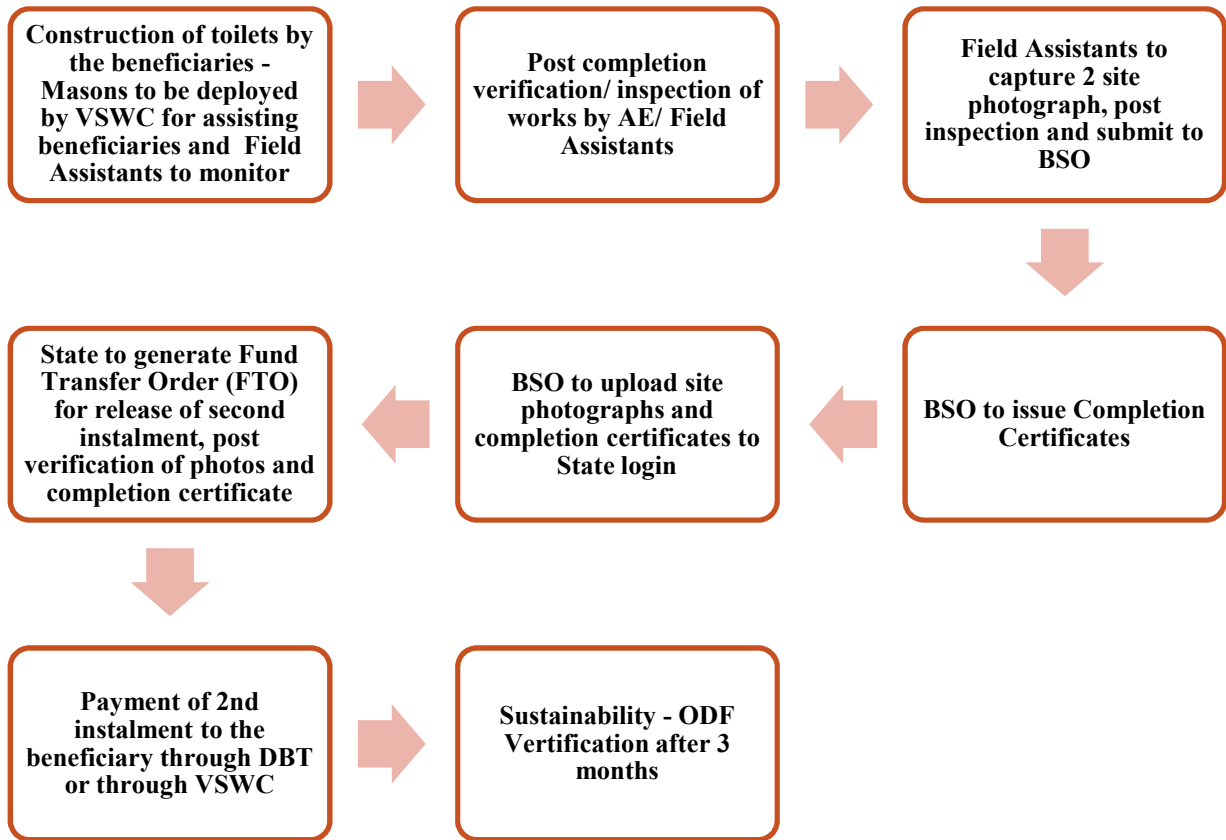 Construction of toilets by
the beneficiaries -
Masons to be deployed
by VSWC for assisting
beneficiaries and Field
Assistants to monitor
Post completion
verification/ inspection of
works by AE/ Field
Assistants
Field Assistants to
capture 2 site
photograph, post
inspection and submit to
BSO
BSO to issue Completion
Certificates
BSO to upload site
photographs and
completion certificates to
State login
State to generate Fund
Transfer Order (FTO)
for release of second
instalment, post
verification of photos and
completion certificate
Payment of 2nd
instalment to the
beneficiary through DBT
or through VSWC
Sustainability - ODF
Vertification after 3
months